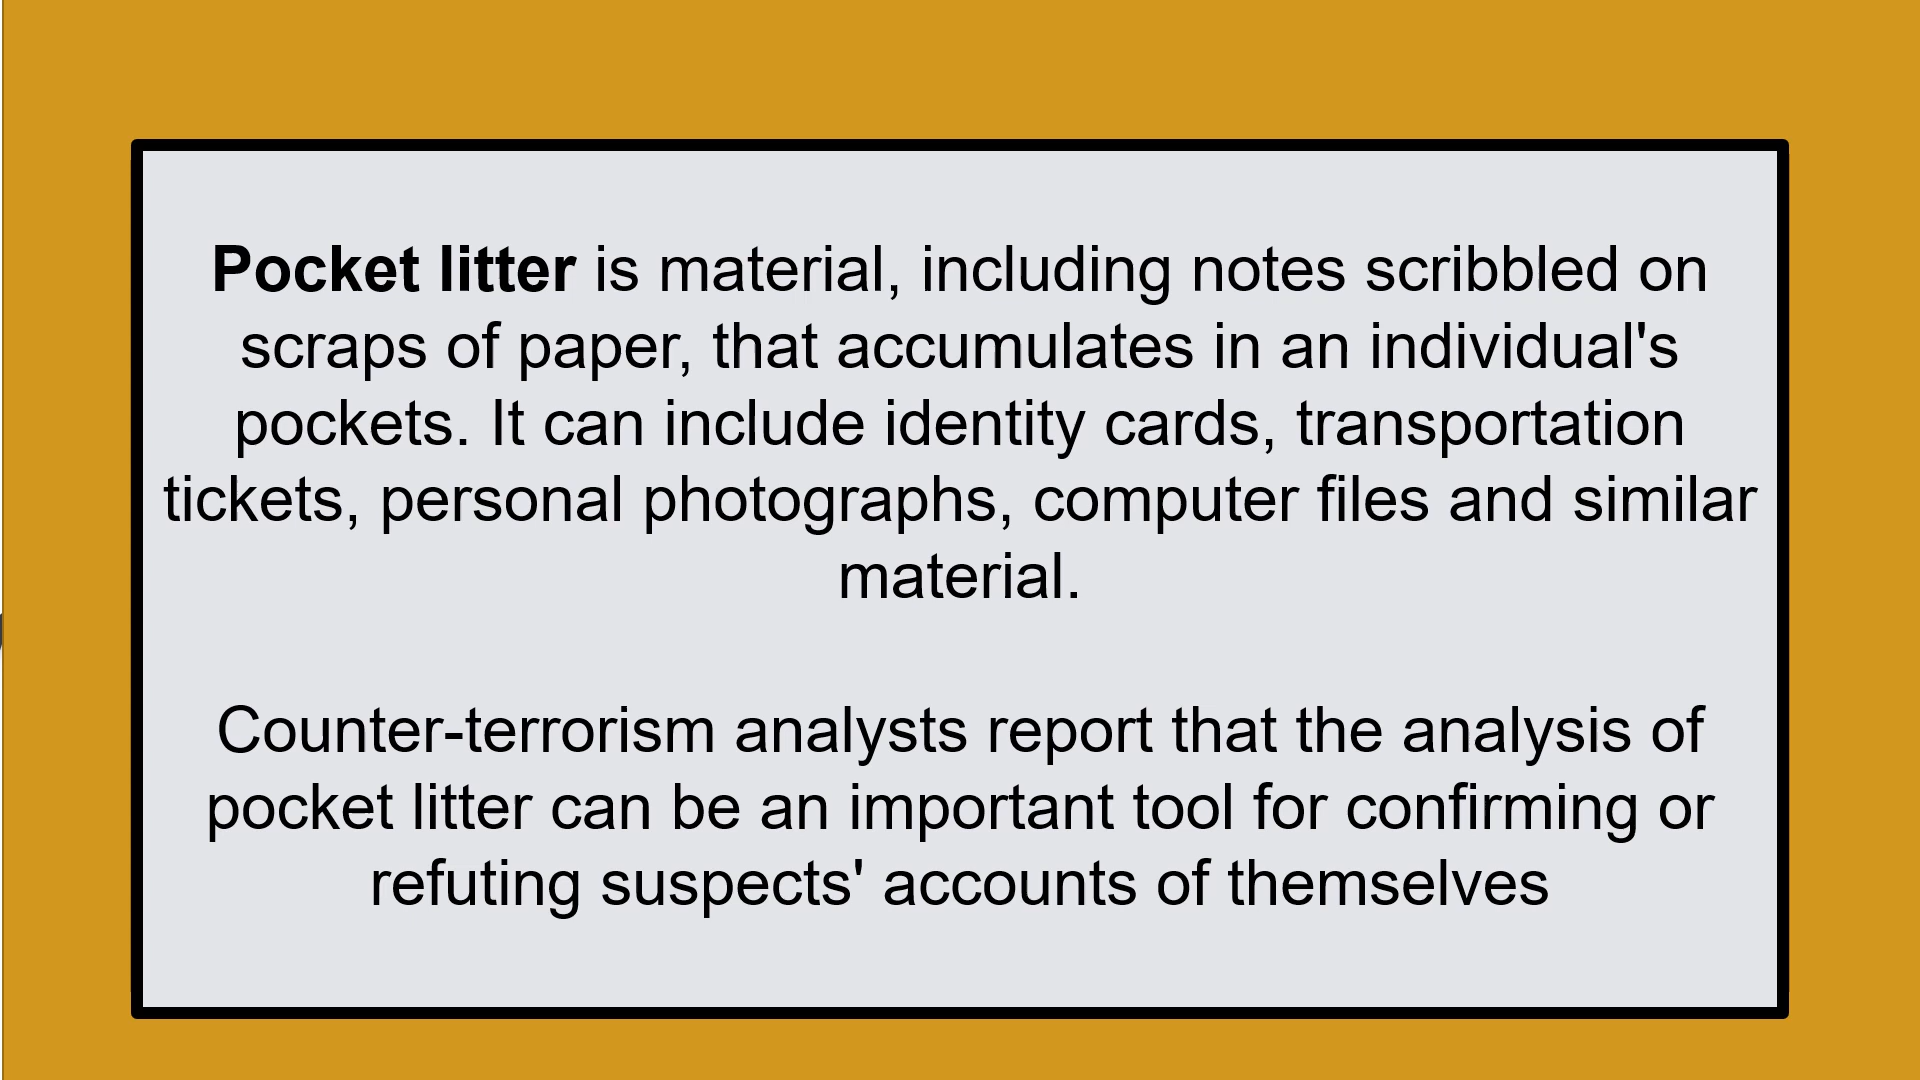 Pocket litter is material, including notes scribbled on
scraps of paper, that accumulates in an individual's
pockets. It can include identity cards, transportation
tickets, personal photographs, computer files and similar
material.
Counter-terrorism analysts report that the analysis of
pocket litter can be an important tool for confirming or
refuting suspects' accounts of themselves